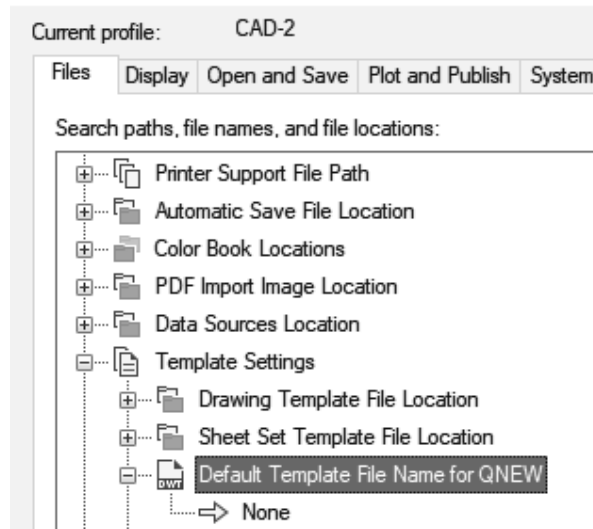 Current profile: CAD-2
Files Display Open and Save Plot and Publish System
Search paths, file names, and file locations:
Printer Support File Path
Automatic Save File Location
Color Book Locations
PDF Import Image Location
Data Sources Location
Template Settings
Drawing Template File Location
Sheet Set Template File Location
DWT Default Template File Name for QNEW
None